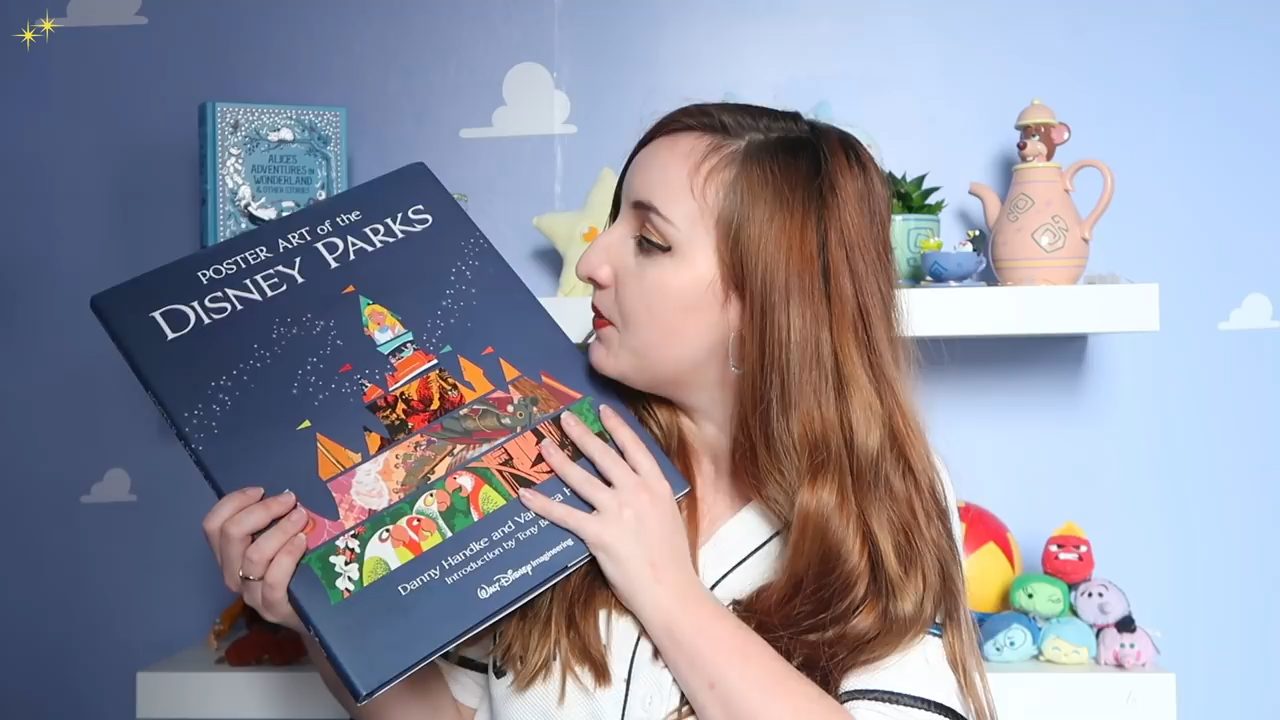 ALICE'S
ADVENTURES IN
WONDERLAND
& OTHER STORIES
POSTER ART of the
DISNEY PARKS
Danny Handke and
Introduction by Tony
WALT DISNEY Imagineering